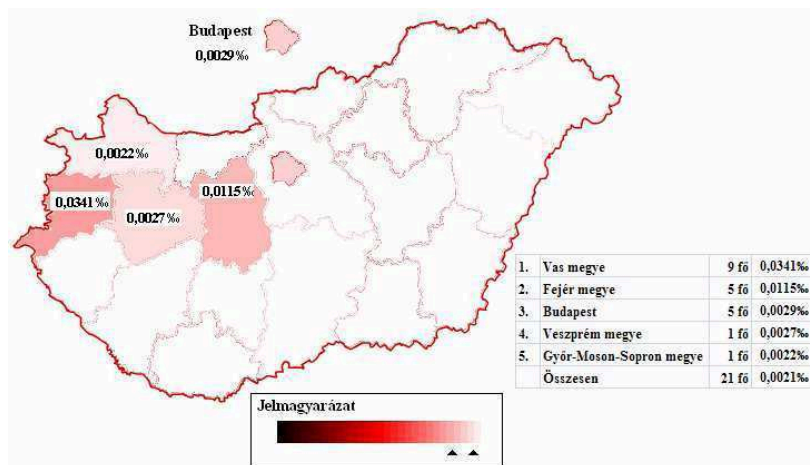 Budapest
0,0029‰
0,0022‰
0,0341‰
0,0027‰
0,0115‰
1. Vas megye 9 fő 0,0341‰
2. Fejér megye 5 fő 0,0115‰
3. Budapest 5 fő 0,0029‰
4. Veszprém megye 1 fő 0,0027‰
5. Győr-Moson-Sopron megye 1 fő 0,0022‰
Összesen 21 fő 0,0021‰
Jelmagyarázat